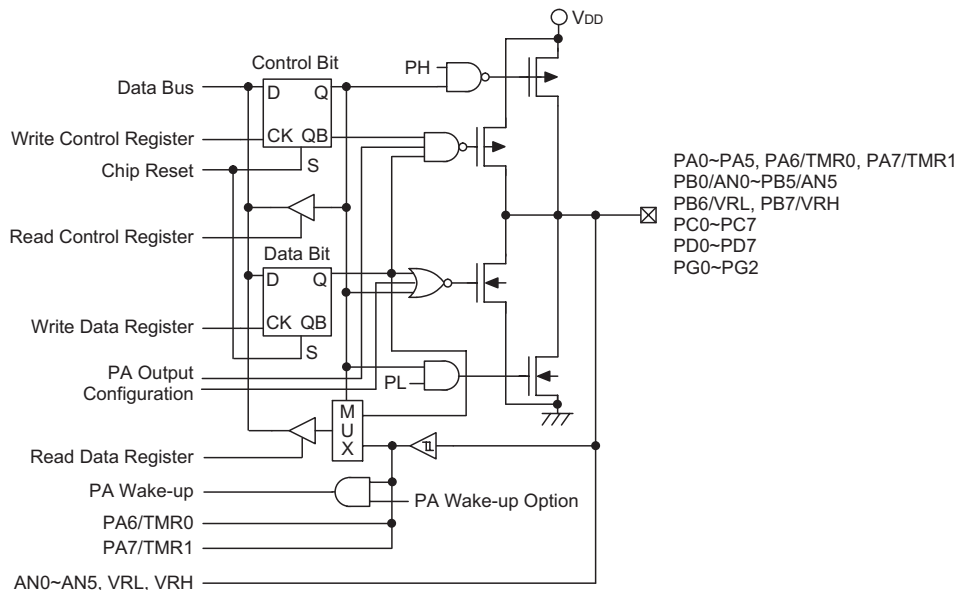 VDD
Control Bit
PH
Data Bus
D Q
Write Control Register
CK QB
Chip Reset
S
PA0~PA5, PA6/TMR0, PA7/TMR1
PB0/AN0~PB5/AN5
PB6/VRL, PB7/VRH
PC0~PC7
PD0~PD7
PG0~PG2
Read Control Register
Data Bit
D Q
Write Data Register
CK QB
S
PA Output
Configuration
PL
M
U
X
Read Data Register
PA Wake-up
PA Wake-up Option
PA6/TMR0
PA7/TMR1
AN0~AN5, VRL, VRH